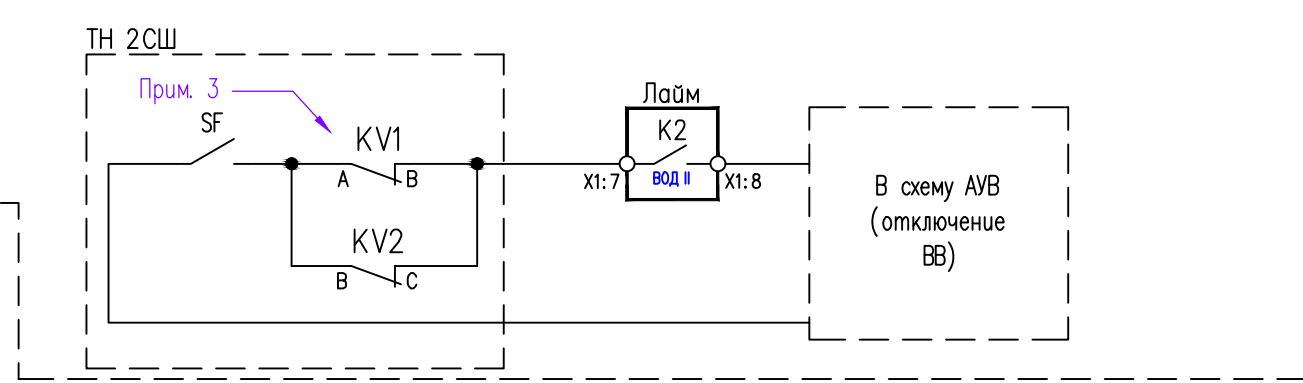 ТН 2СШ
Прим. 3
SF
KV1
A
B
KV2
B
C
Лайм
K2
X1:7
ВОД II
X1:8
В схему АУВ
(отключение
ВВ)